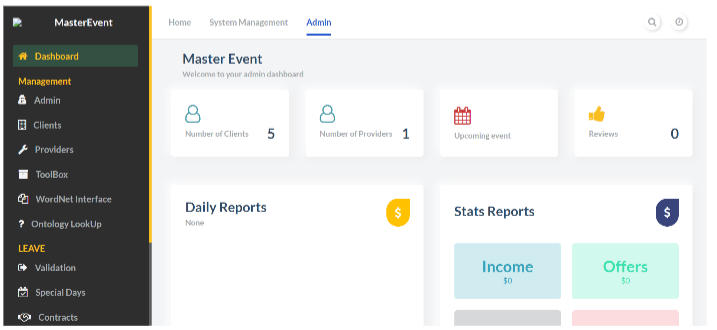 MasterEvent
Home System Management Admin
Dashboard
Management
Admin
Clients
Providers
ToolBox
WordNet Interface
? Ontology LookUp
LEAVE
Validation
Special Days
Contracts
Master Event
Welcome to your admin dashboard
Number of Clients 5
Number of Providers 1
Upcoming event
Reviews 0
Daily Reports
None
$
Stats Reports
$
Income
$0
Offers
$0